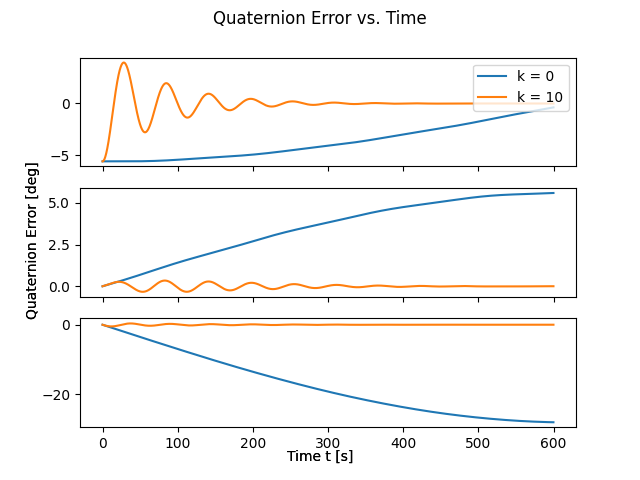 Quaternion Error vs. Time
k = 0
k = 10
0
−5
Quaternion Error [deg]
5.0
2.5
0.0
0
−20
0 100 200 300 400 500 600
Time t [s]